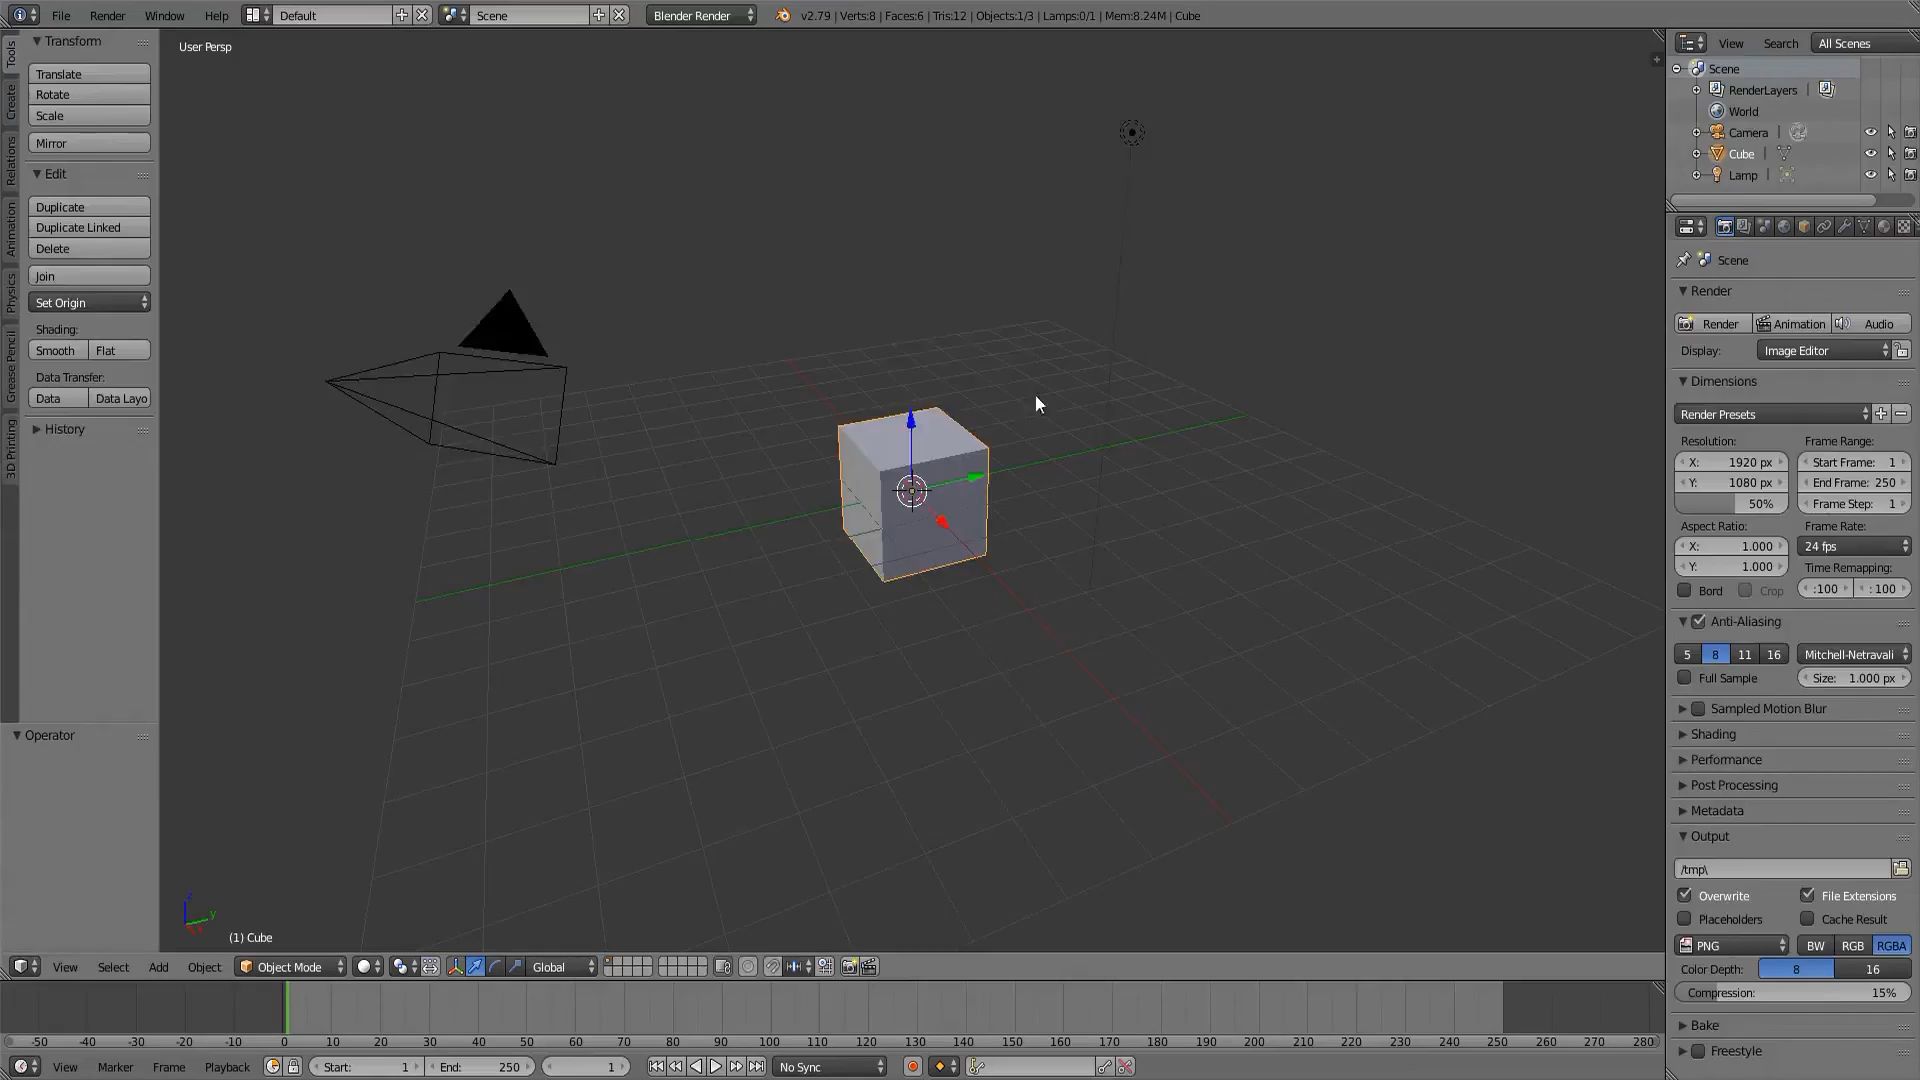 File Render Window Help Default Scene Blender Render v2.79 | Verts:8 | Faces:6 | Tris:12 | Objects:1/3 | Lamps:0/1 | Mem:8.24M | Cube
Tools
Create
Relations
Animation
Physics
Grease Pencil
3D Printing
Transform
Translate
Rotate
Scale
Mirror
Edit
Duplicate
Duplicate Linked
Delete
Join
Set Origin
Shading:
Smooth Flat
Data Transfer:
Data Data Layo
History
Operator
User Persp
(1) Cube
z
y
View Select Add Object Object Mode Global
-50 -40 -30 -20 -10 0 10 20 30 40 50 60 70 80 90 100 110 120 130 140 150 160 170 180 190 200 210 220 230 240 250 260 270 280
View Marker Frame Playback Start: 1 End: 250 1 No Sync
View Search All Scenes
Scene
RenderLayers
World
Camera
Cube
Lamp
Scene
Render
Render Animation Audio
Display: Image Editor
Dimensions
Render Presets
Resolution: Frame Range:
X: 1920 px Start Frame: 1
Y: 1080 px End Frame: 250
50% Frame Step: 1
Aspect Ratio: Frame Rate:
X: 1.000 24 fps
Y: 1.000 Time Remapping:
Bord Crop :100 : 100
Anti-Aliasing
5 8 11 16 Mitchell-Netravali
Full Sample Size: 1.000 px
Sampled Motion Blur
Shading
Performance
Post Processing
Metadata
Output
/tmp\
Overwrite File Extensions
Placeholders Cache Result
PNG BW RGB RGBA
Color Depth: 8 16
Compression: 15%
Bake
Freestyle